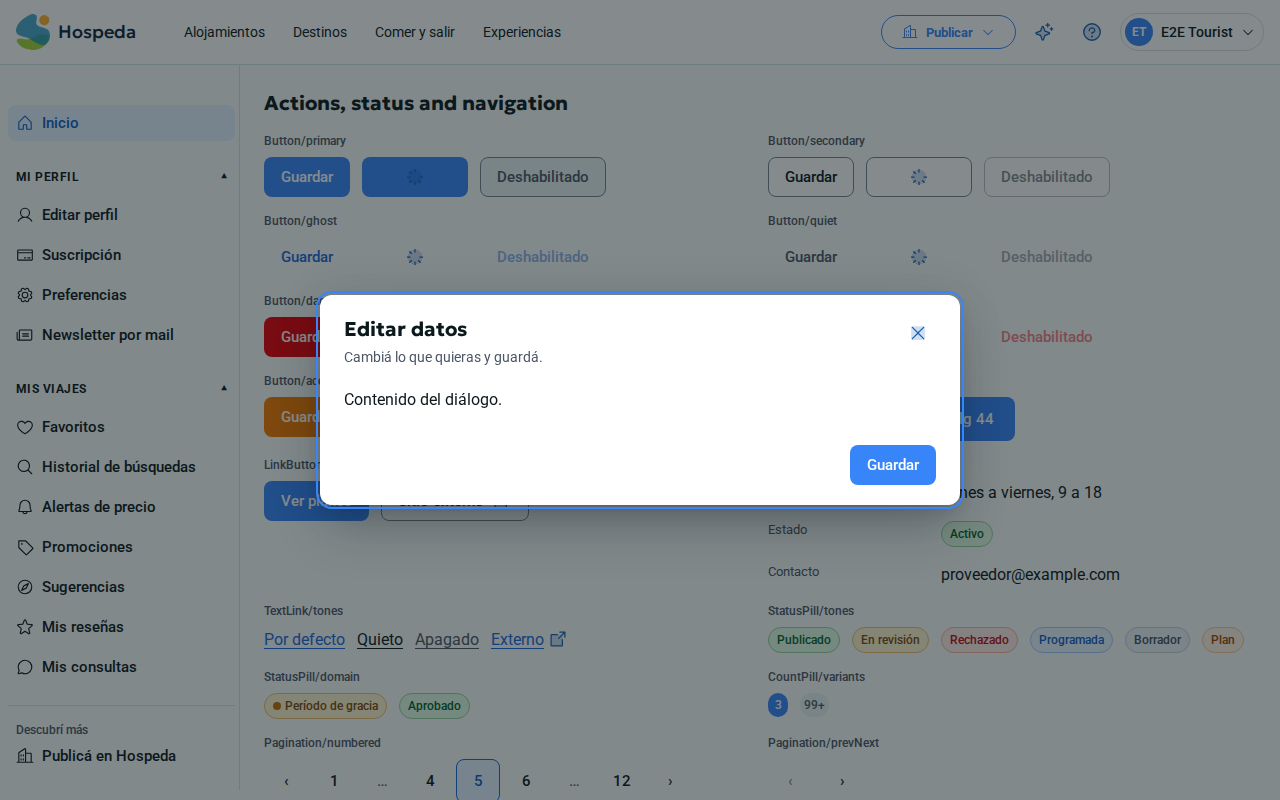 Hospeda
Alojamientos
Destinos
Comer y salir
Experiencias
Publicar
ET
E2E Tourist
Inicio
MI PERFIL
Editar perfil
Suscripción
Preferencias
Newsletter por mail
MIS VIAJES
Favoritos
Historial de búsquedas
Alertas de precio
Promociones
Sugerencias
Mis reseñas
Mis consultas
Descubrí más
Publicá en Hospeda
Actions, status and navigation
Button/primary
Guardar
Deshabilitado
Button/secondary
Guardar
Deshabilitado
Button/ghost
Guardar
Deshabilitado
Button/quiet
Guardar
Deshabilitado
Deshabilitado
Editar datos
Cambiá lo que quieras y guardá.
Contenido del diálogo.
Guardar
44
a viernes, 9 a 18
Estado
Activo
Contacto
proveedor@example.com
TextLink/tones
Por defecto
Quieto
Apagado
Externo
StatusPill/tones
Publicado
En revisión
Rechazado
Programada
Borrador
Plan
StatusPill/domain
Período de gracia
Aprobado
CountPill/variants
3
99+
Pagination/numbered
‹ 1 … 4 5 6 … 12 ›
Pagination/prevNext
‹ ›